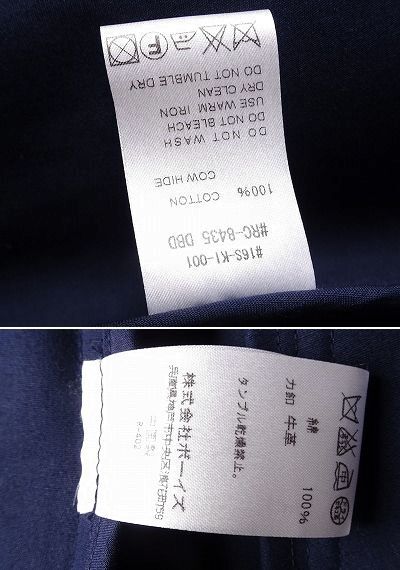 #16S-K1-001
#RC-8435 DBD
100% COTTON
COW HIDE
DO NOT WASH
DO NOT BLEACH
USE WARM IRON
DRY CLEAN
DO NOT TUMBLE DRY
F
綿 100%
力釦 牛革
タンブル乾燥禁止。
株式会社ボーイズ